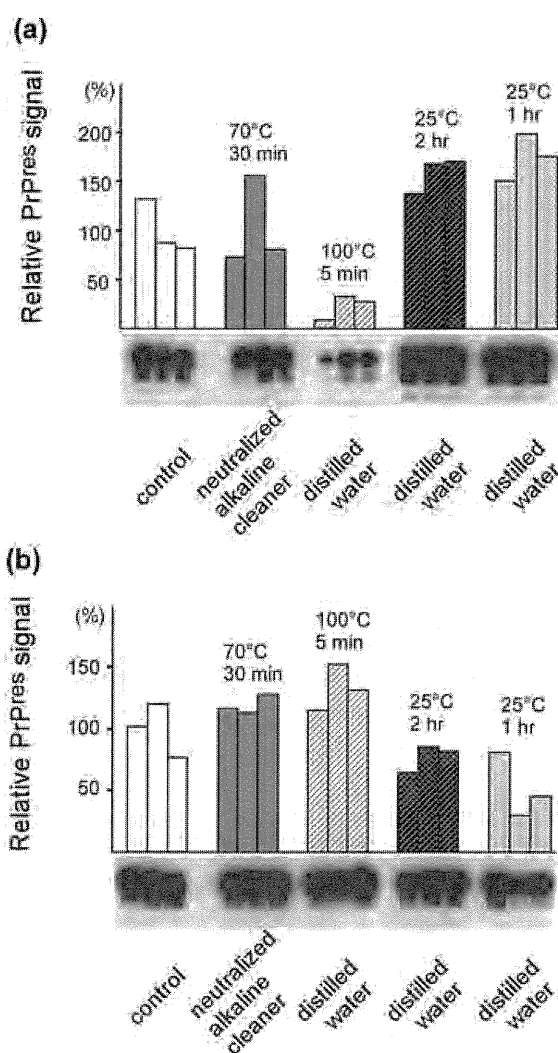 (a)
Relative PrPres signal
(%)
200
150
100
50
70°C
30 min
100°C
5 min
25°C
2 hr
25°C
1 hr
control
neutralized
alkaline
cleaner
distilled
water
distilled
water
distilled
water
(b)
Relative PrPres signal
(%)
150
100
50
70°C
30 min
100°C
5 min
25°C
2 hr
25°C
1 hr
control
neutralized
alkaline
cleaner
distilled
water
distilled
water
distilled
water